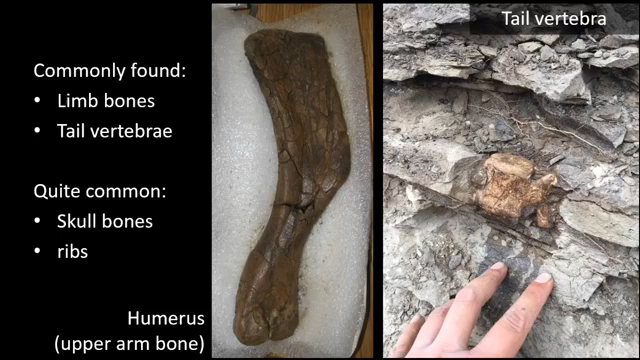 Commonly found:
• Limb bones
• Tail vertebrae
Quite common:
• Skull bones
• ribs
Humerus
(upper arm bone)
Tail vertebra